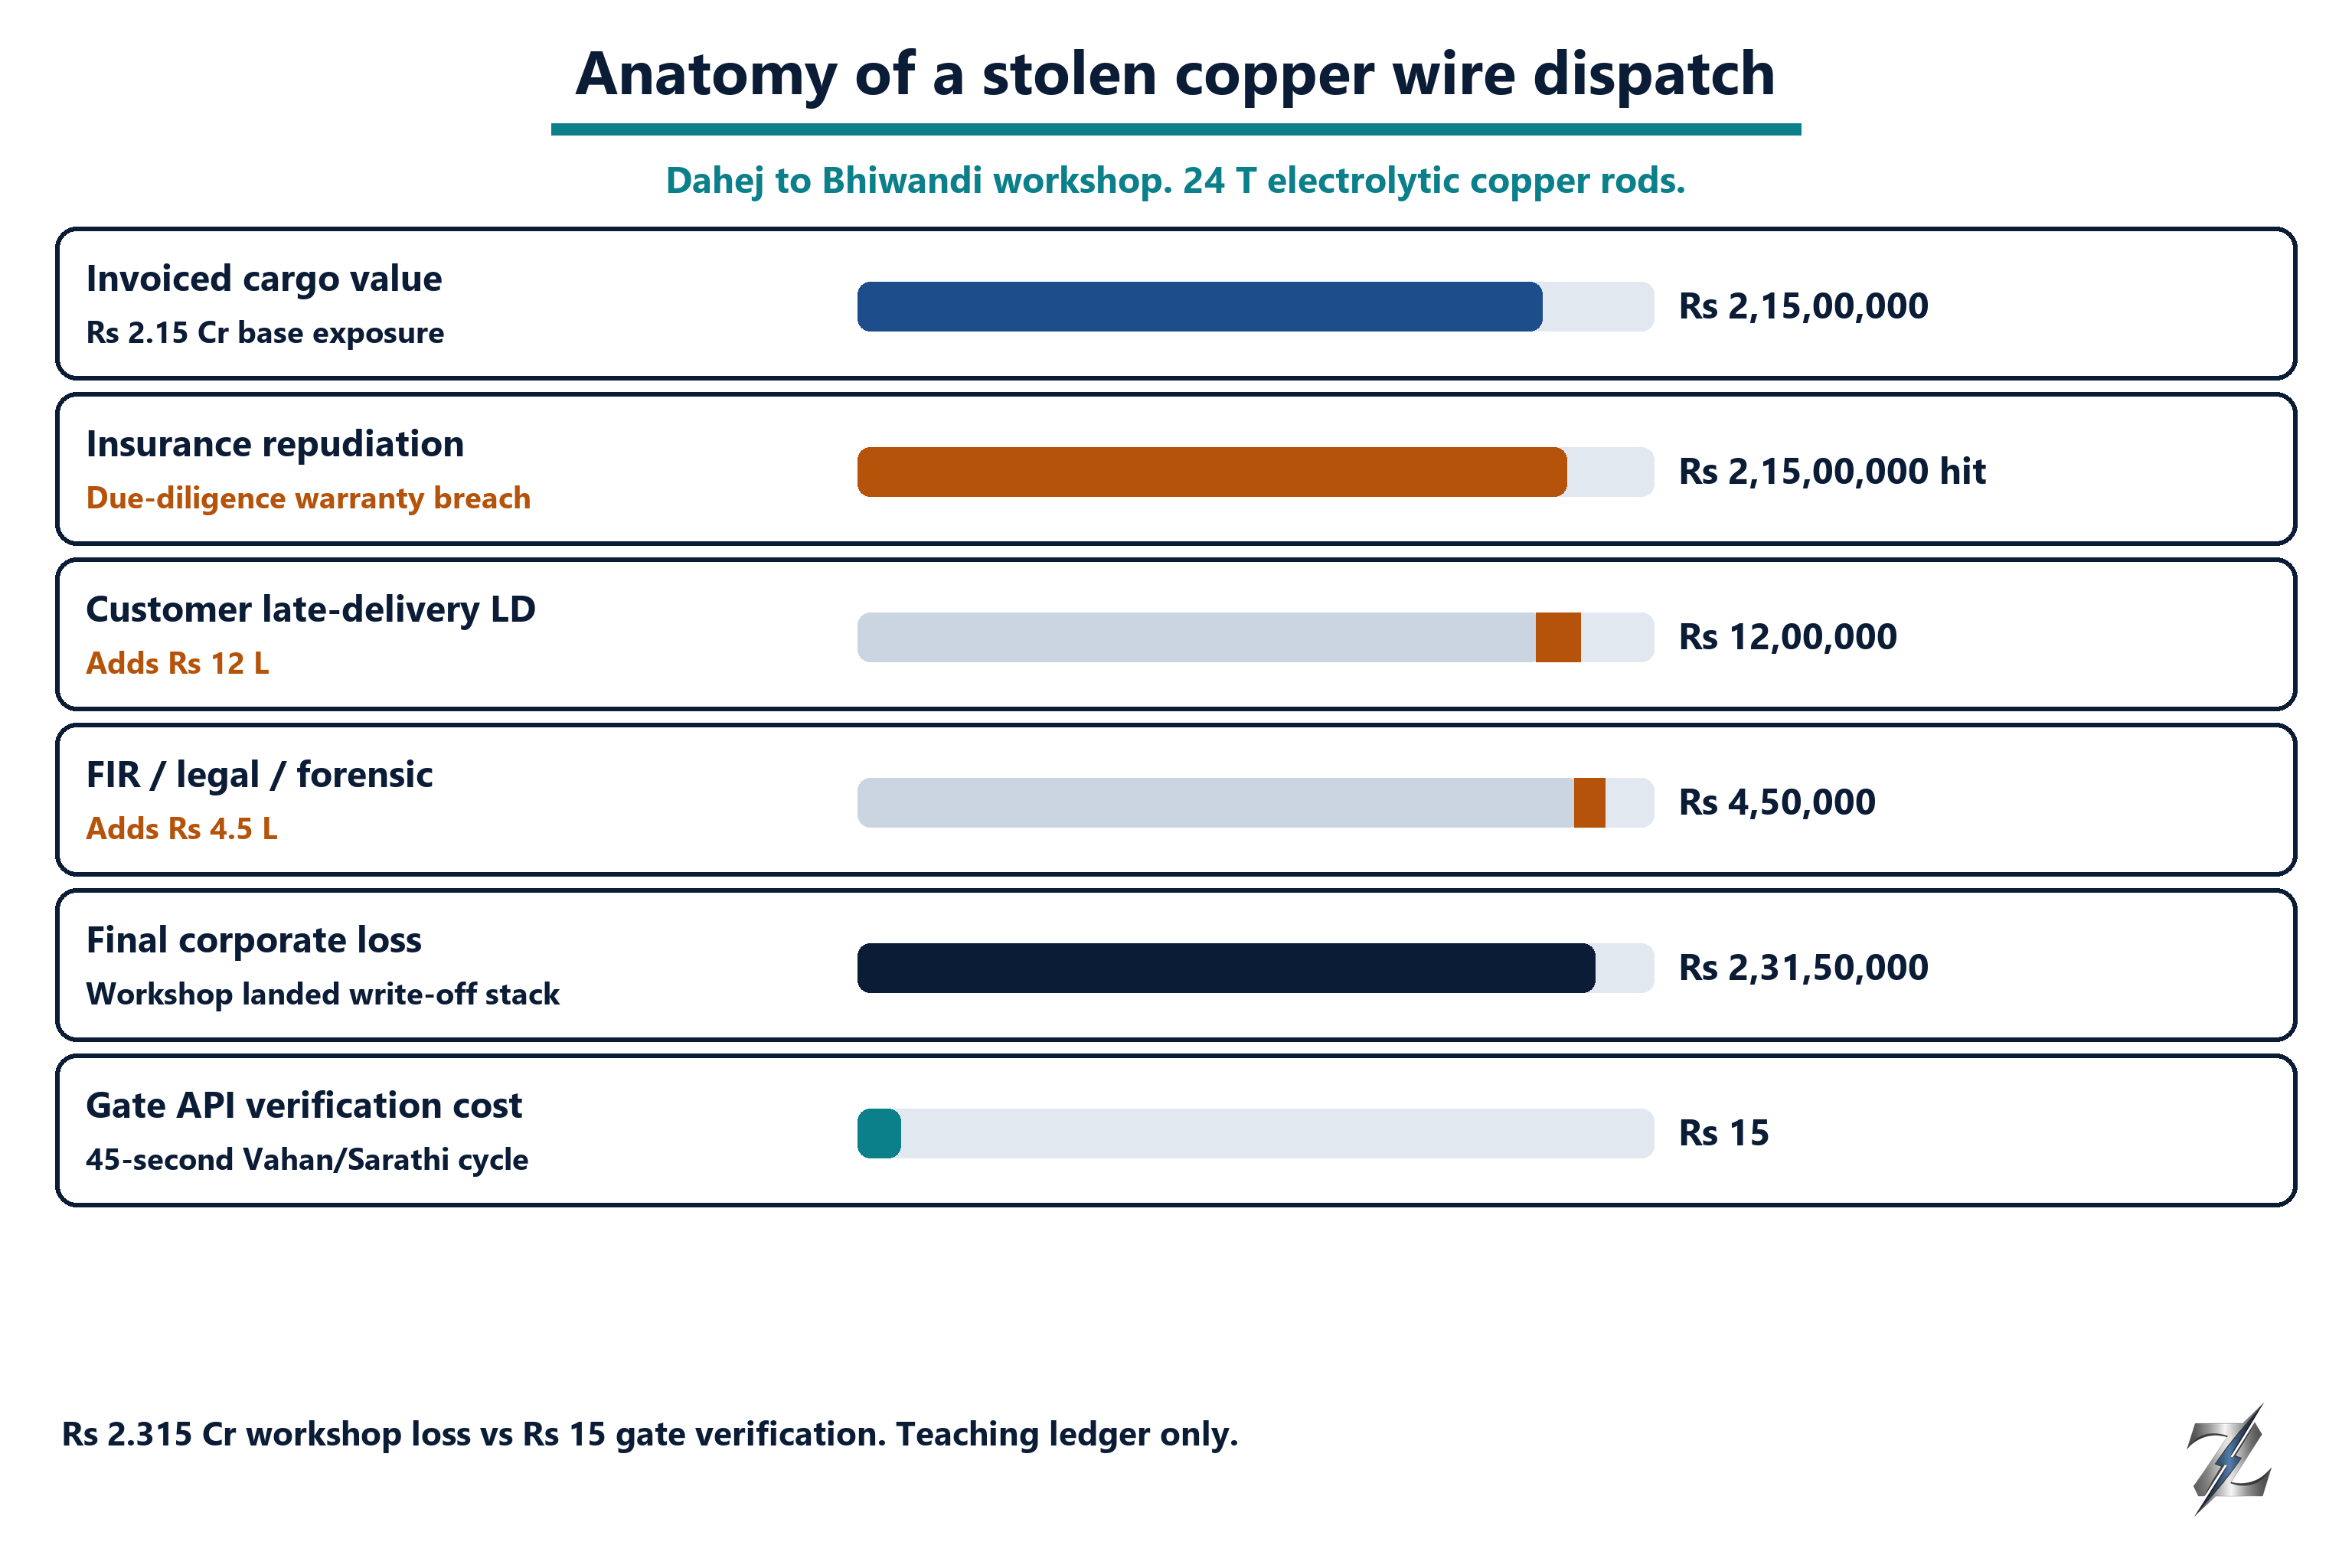 Anatomy of a stolen copper wire dispatch
Dahej to Bhiwandi workshop. 24 T electrolytic copper rods.
Invoiced cargo value
Rs 2.15 Cr base exposure
Rs 2,15,00,000
Insurance repudiation
Due-diligence warranty breach
Rs 2,15,00,000 hit
Customer late-delivery LD
Adds Rs 12 L
Rs 12,00,000
FIR / legal / forensic
Adds Rs 4.5 L
Rs 4,50,000
Final corporate loss
Workshop landed write-off stack
Rs 2,31,50,000
Gate API verification cost
45-second Vahan/Sarathi cycle
Rs 15
Rs 2.315 Cr workshop loss vs Rs 15 gate verification. Teaching ledger only.
Z